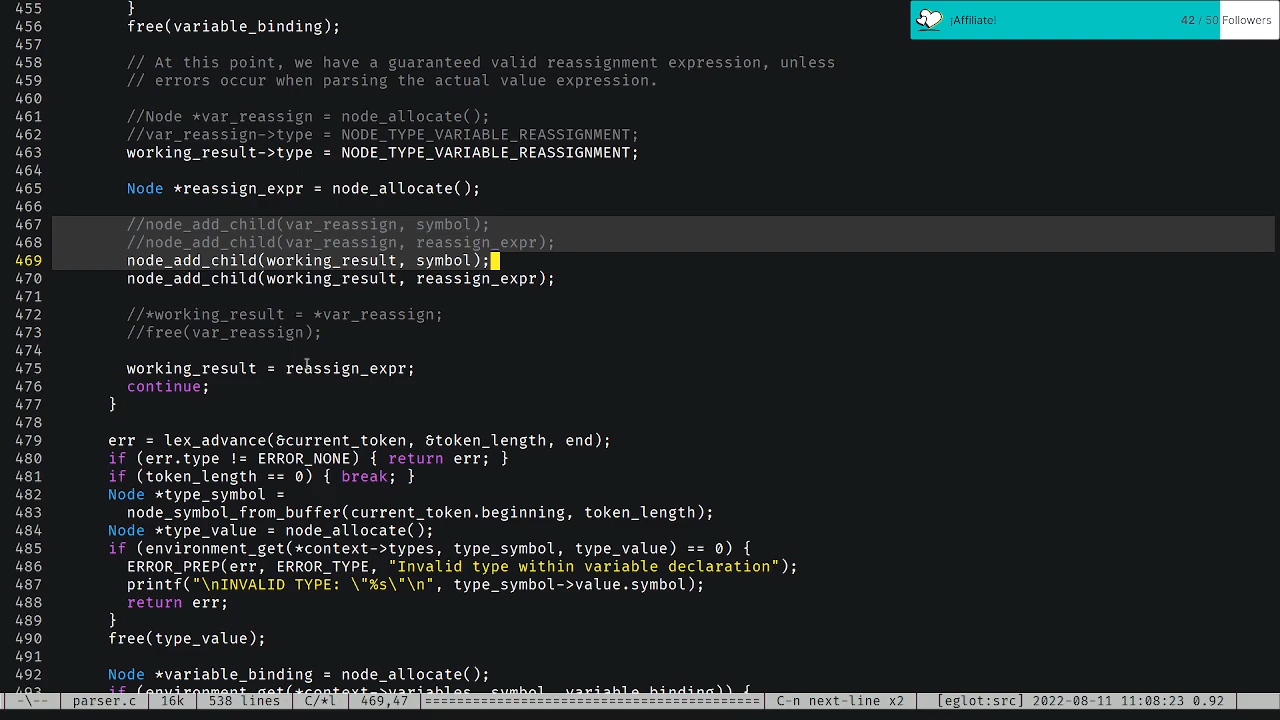 455         }
456         free(variable_binding);
¡Affiliate! 42 / 50 Followers
457
458         // At this point, we have a guaranteed valid reassignment expression, unless
459         // errors occur when parsing the actual value expression.
460
461         //Node *var_reassign = node_allocate();
462         //var_reassign->type = NODE_TYPE_VARIABLE_REASSIGNMENT;
463         working_result->type = NODE_TYPE_VARIABLE_REASSIGNMENT;
464
465         Node *reassign_expr = node_allocate();
466
467         //node_add_child(var_reassign, symbol);
468         //node_add_child(var_reassign, reassign_expr);
469         node_add_child(working_result, symbol);
470         node_add_child(working_result, reassign_expr);
471
472         //*working_result = *var_reassign;
473         //free(var_reassign);
474
475         working_result = reassign_expr;
476         continue;
477       }
478
479       err = lex_advance(&current_token, &token_length, end);
480       if (err.type != ERROR_NONE) { return err; }
481       if (token_length == 0) { break; }
482       Node *type_symbol =
483         node_symbol_from_buffer(current_token.beginning, token_length);
484       Node *type_value = node_allocate();
485       if (environment_get(*context->types, type_symbol, type_value) == 0) {
486         ERROR_PREP(err, ERROR_TYPE, "Invalid type within variable declaration");
487         printf("\nINVALID TYPE: \"%s\"\n", type_symbol->value.symbol);
488         return err;
489       }
490       free(type_value);
491
492       Node *variable_binding = node_allocate();
493       if (environment_get(*context->variables, symbol, variable_binding)) {
-\-- parser.c 16k 538 lines C/*l 469,47 C-n next-line x2 [eglot:src] 2022-08-11 11:08:23 0.92